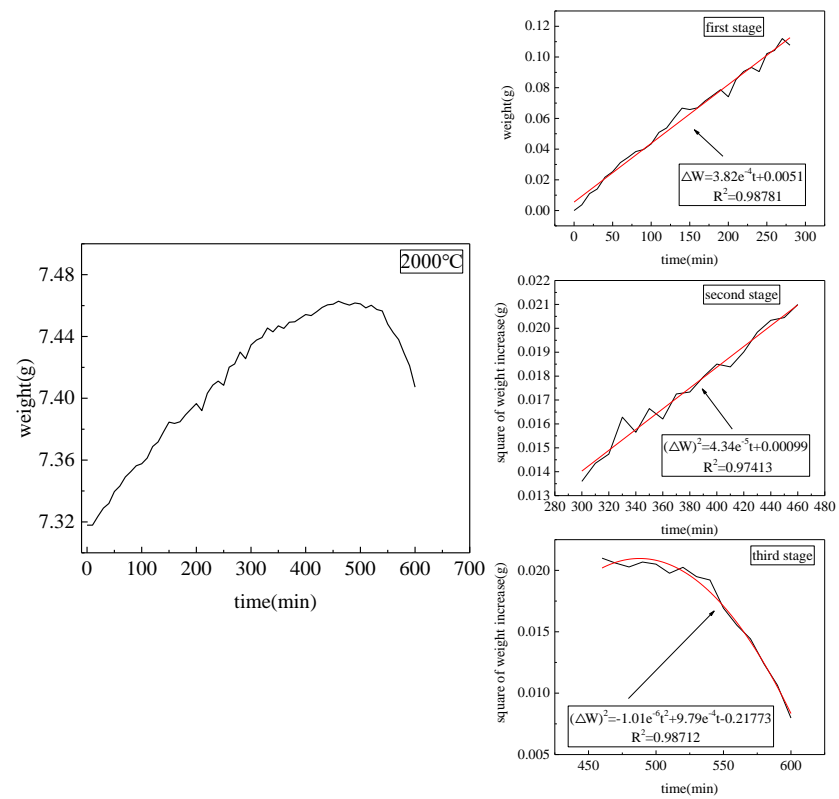 2000℃
7.48
7.44
7.40
7.36
7.32
weight(g)
0 100 200 300 400 500 600 700
time(min)
first stage
0.12
0.10
0.08
0.06
0.04
0.02
0.00
weight(g)
△W=3.82e⁻⁴t+0.0051
R²=0.98781
0 50 100 150 200 250 300
time(min)
second stage
0.022
0.021
0.020
0.019
0.018
0.017
0.016
0.015
0.014
0.013
square of weight increase(g)
(△W)²=4.34e⁻⁵t+0.00099
R²=0.97413
280 300 320 340 360 380 400 420 440 460 480
time(min)
third stage
0.020
0.015
0.010
0.005
square of weight increase(g)
(△W)²=-1.01e⁻⁶t²+9.79e⁻⁴t-0.21773
R²=0.98712
450 500 550 600
time(min)